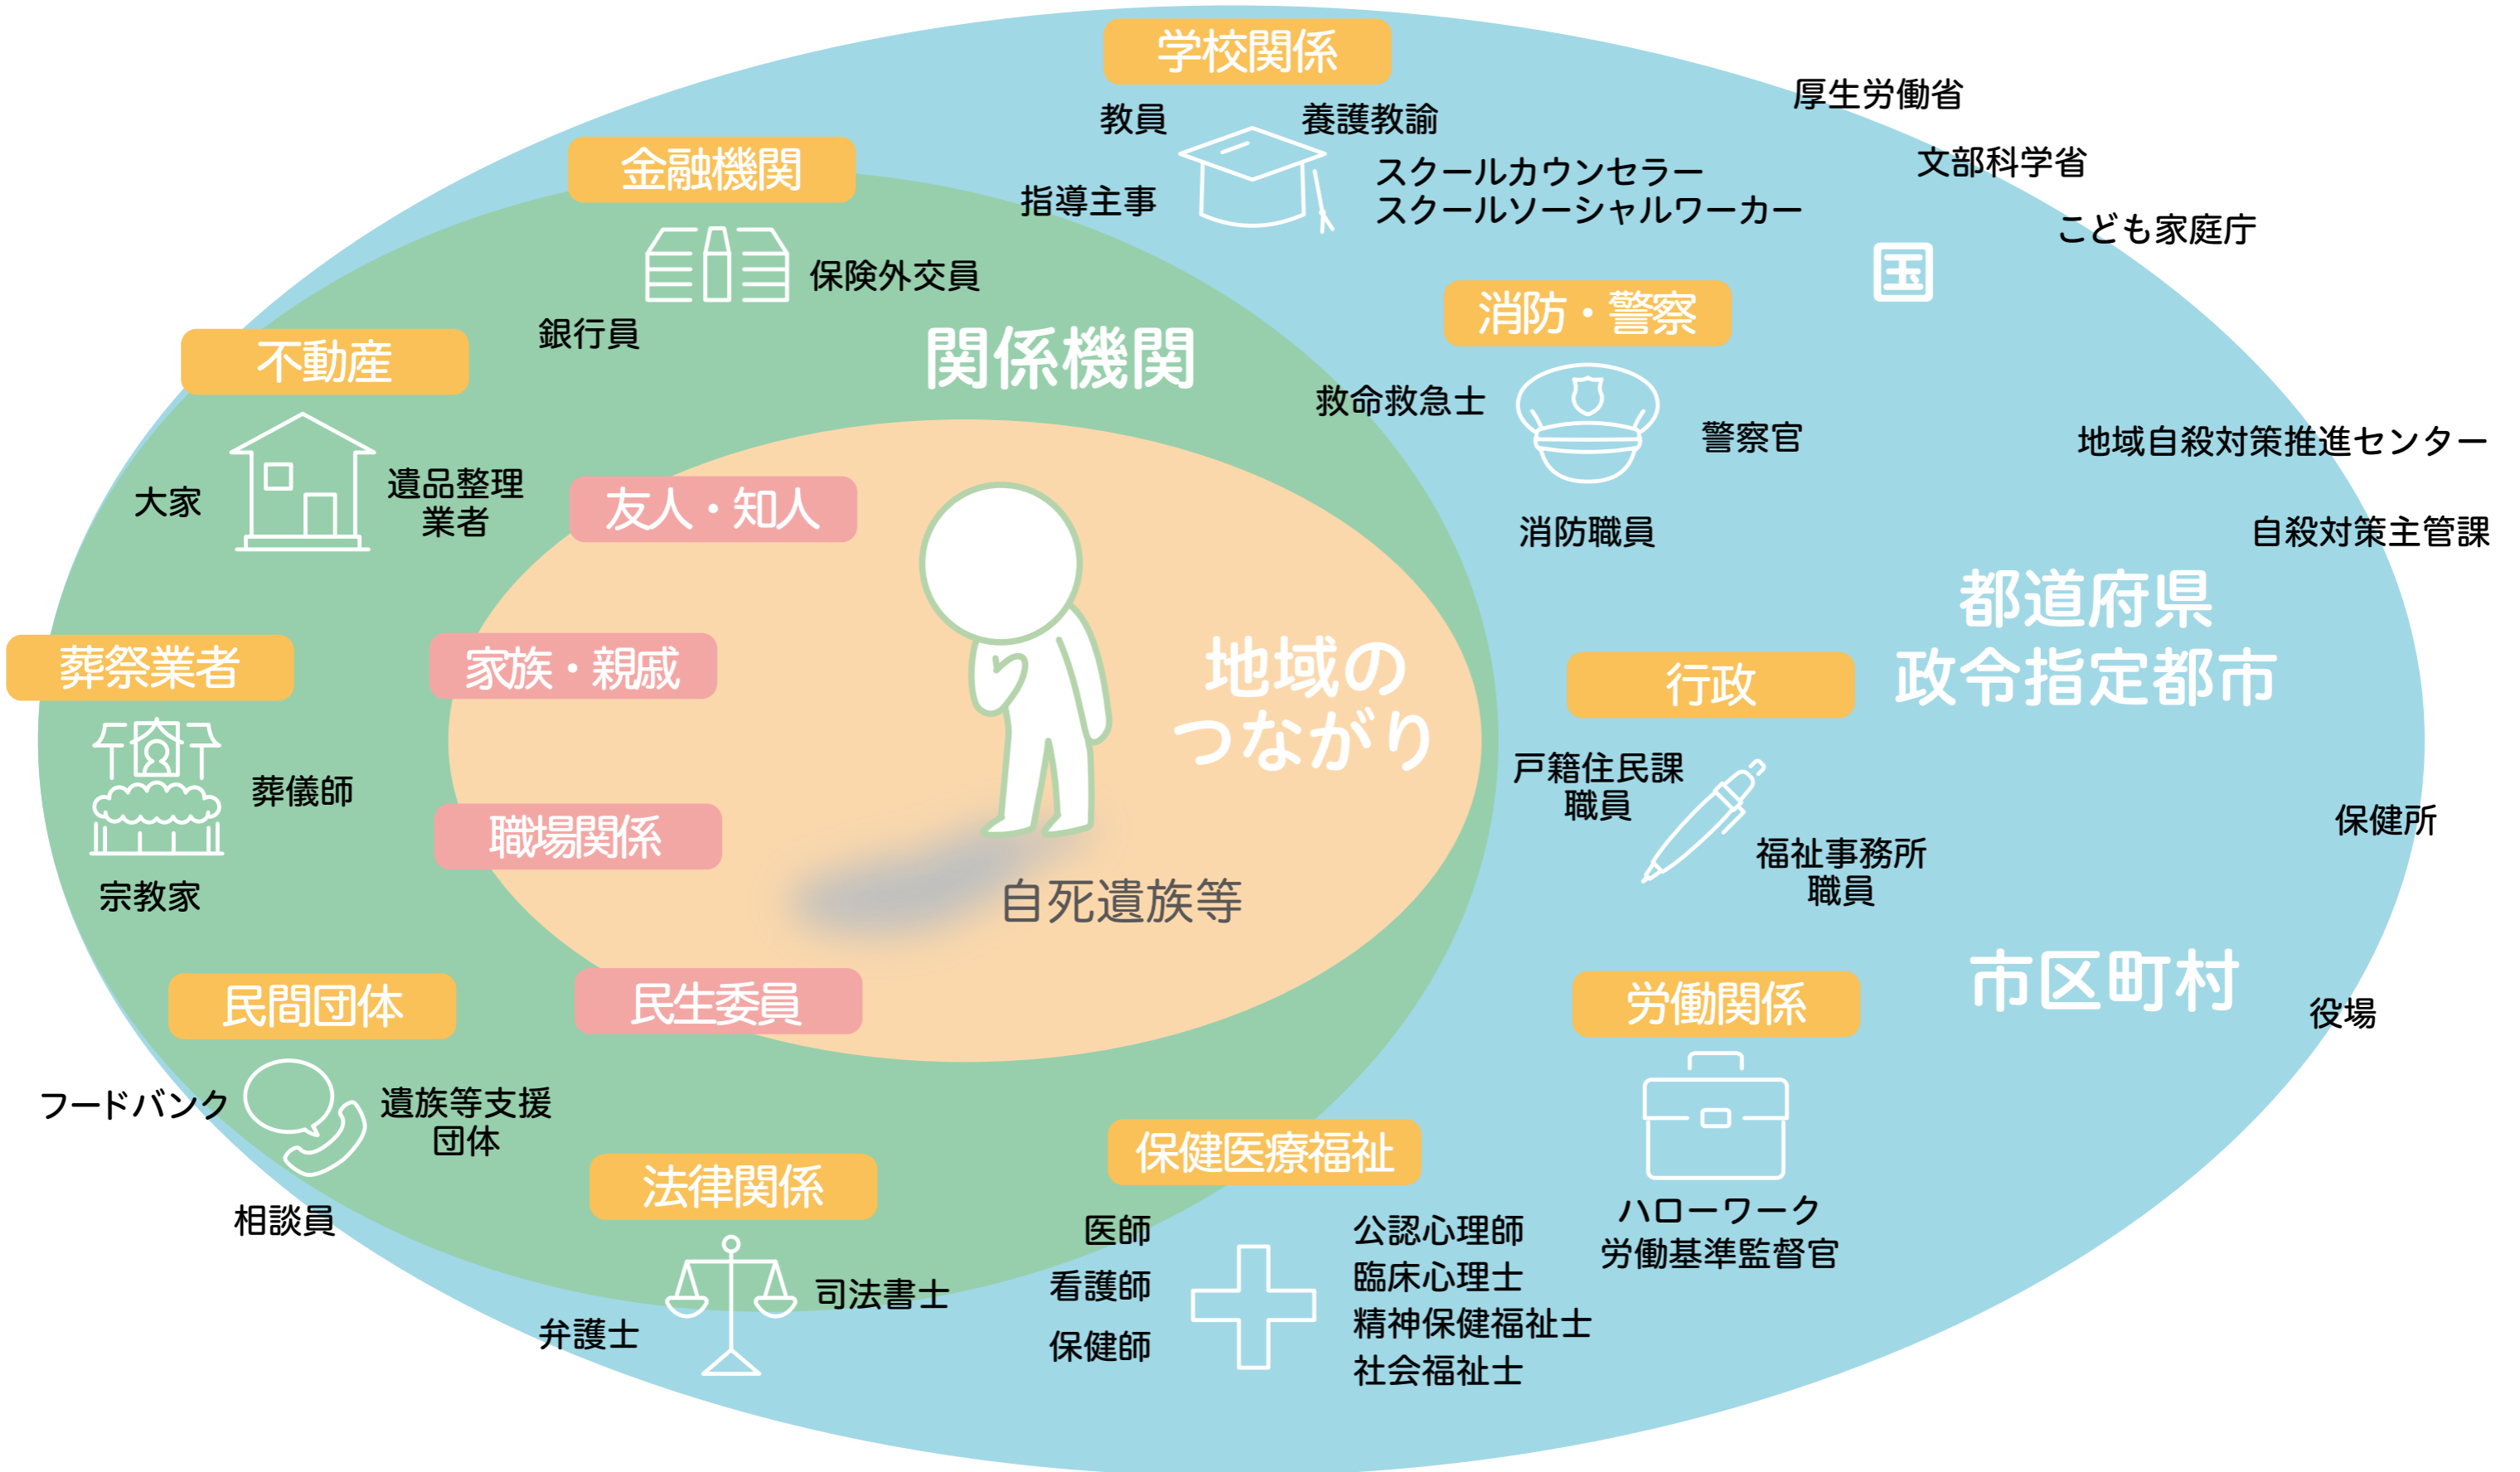 学校関係
教員
養護教諭
指導主事
スクールカウンセラー
スクールソーシャルワーカー
厚生労働省
文部科学省
こども家庭庁
国
金融機関
保険外交員
銀行員
関係機関
消防・警察
救命救急士
警察官
消防職員
不動産
大家
遺品整理
業者
地域自殺対策推進センター
自殺対策主管課
都道府県
政令指定都市
友人・知人
家族・親戚
職場関係
民生委員
地域の
つながり
自死遺族等
葬祭業者
葬儀師
宗教家
行政
戸籍住民課
職員
福祉事務所
職員
保健所
市区町村
役場
民間団体
フードバンク
遺族等支援
団体
相談員
法律関係
弁護士
司法書士
保健医療福祉
医師
看護師
保健師
公認心理師
臨床心理士
精神保健福祉士
社会福祉士
労働関係
ハローワーク
労働基準監督官